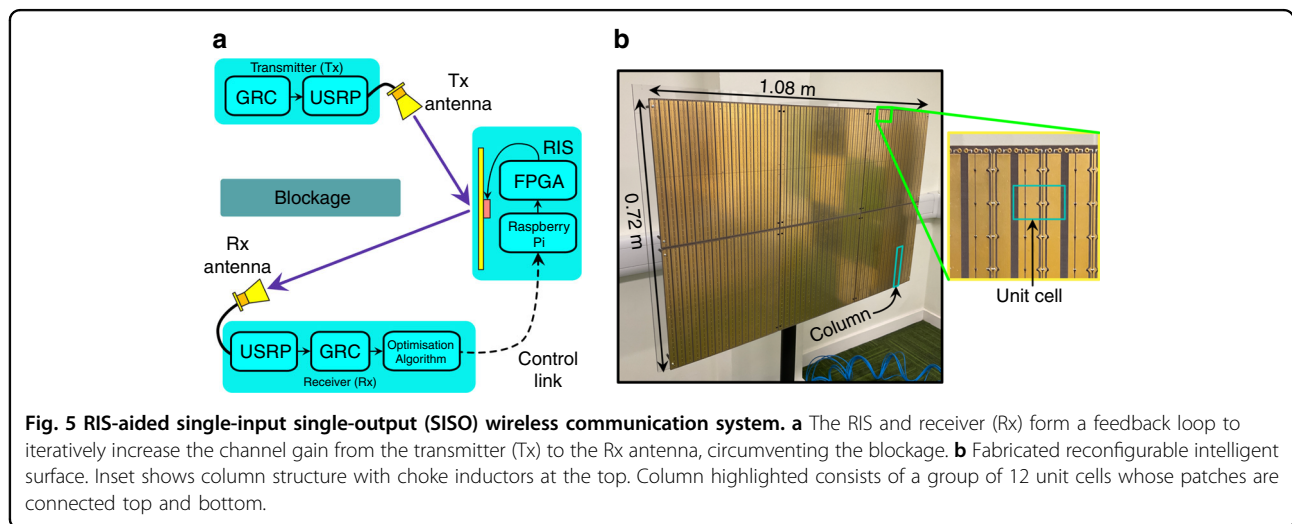 a
Transmitter (Tx)
GRC
USRP
Tx
antenna
RIS
FPGA
Raspberry
Pi
Blockage
Rx
antenna
USRP
GRC
Optimisation
Algorithm
Receiver (Rx)
Control
link
b
1.08 m
0.72 m
Column
Unit cell
Fig. 5 RIS-aided single-input single-output (SISO) wireless communication system. a The RIS and receiver (Rx) form a feedback loop to
iteratively increase the channel gain from the transmitter (Tx) to the Rx antenna, circumventing the blockage. b Fabricated reconfigurable intelligent
surface. Inset shows column structure with choke inductors at the top. Column highlighted consists of a group of 12 unit cells whose patches are
connected top and bottom.